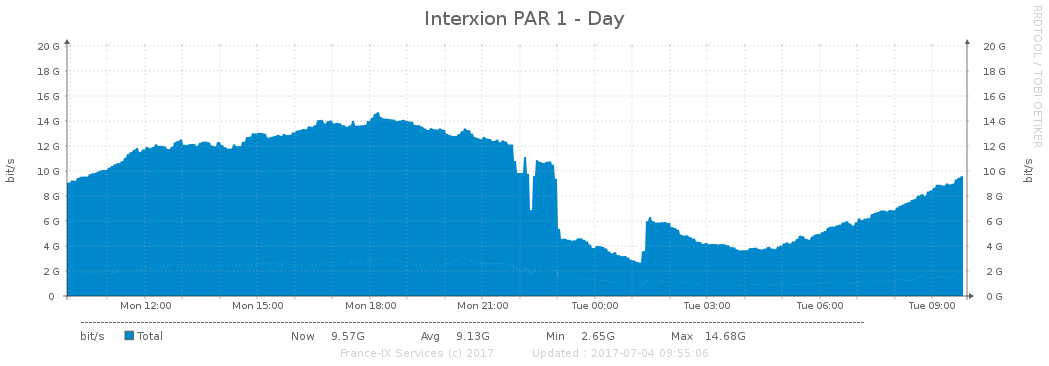 Interxion PAR 1 - Day
RRDTOOL / TOBI OETIKER
bit/s
bit/s
20 G 20 G
18 G 18 G
16 G 16 G
14 G 14 G
12 G 12 G
10 G 10 G
8 G 8 G
6 G 6 G
4 G 4 G
2 G 2 G
0 0 G
Mon 12:00 Mon 15:00 Mon 18:00 Mon 21:00 Tue 00:00 Tue 03:00 Tue 06:00 Tue 09:00
bit/s Total Now 9.57G Avg 9.13G Min 2.65G Max 14.68G
France-IX Services (c) 2017 Updated : 2017-07-04 09:55:06